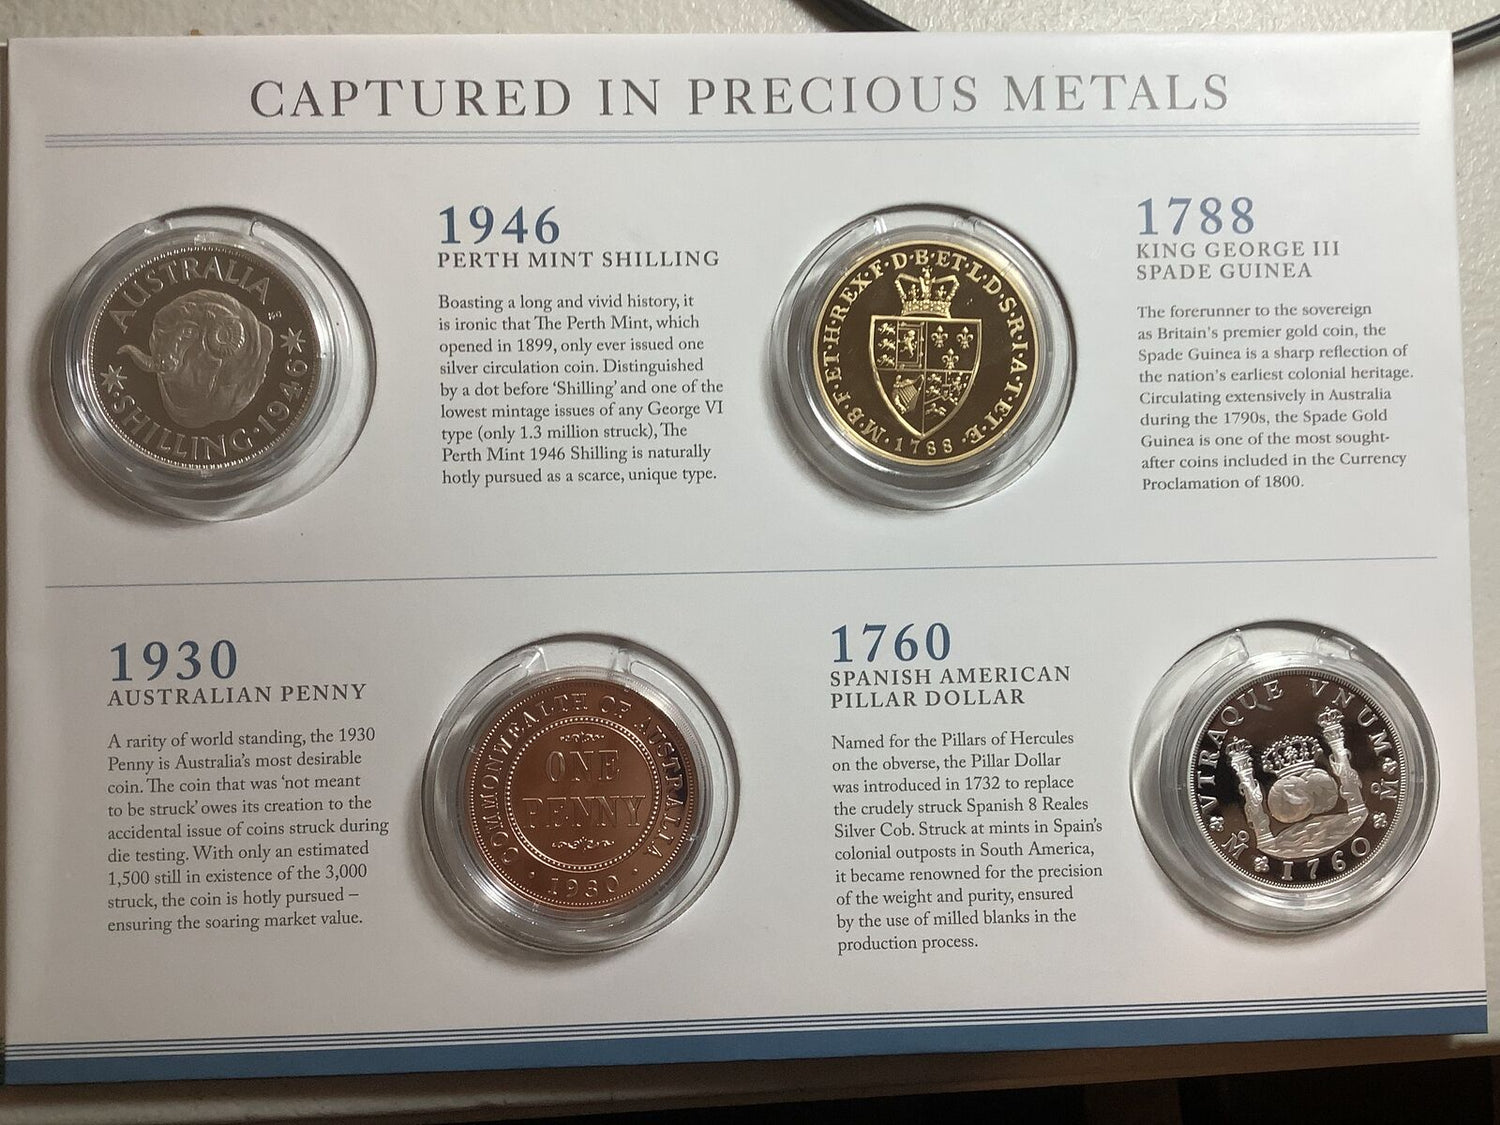 CAPTURED IN PRECIOUS METALS
AUSTRALIA
SHILLING·1946
1946
PERTH MINT SHILLING
Boasting a long and vivid history, it
is ironic that The Perth Mint, which
opened in 1899, only ever issued one
silver circulation coin. Distinguished
by a dot before ‘Shilling’ and one of the
lowest mintage issues of any George VI
type (only 1.3 million struck), The
Perth Mint 1946 Shilling is naturally
hotly pursued as a scarce, unique type.
M·B·F·ET·H·REX·F·D·B·ET·L·D·S·R·I·A·T·ET·E·
1788
1788
KING GEORGE III
SPADE GUINEA
The forerunner to the sovereign
as Britain's premier gold coin, the
Spade Guinea is a sharp reflection of
the nation's earliest colonial heritage.
Circulating extensively in Australia
during the 1790s, the Spade Gold
Guinea is one of the most sought-
after coins included in the Currency
Proclamation of 1800.
1930
AUSTRALIAN PENNY
A rarity of world standing, the 1930
Penny is Australia's most desirable
coin. The coin that was ‘not meant
to be struck’ owes its creation to the
accidental issue of coins struck during
die testing. With only an estimated
1,500 still in existence of the 3,000
struck, the coin is hotly pursued –
ensuring the soaring market value.
COMMONWEALTH OF AUSTRALIA
ONE
PENNY
· 1930 ·
1760
SPANISH AMERICAN
PILLAR DOLLAR
Named for the Pillars of Hercules
on the obverse, the Pillar Dollar
was introduced in 1732 to replace
the crudely struck Spanish 8 Reales
Silver Cob. Struck at mints in Spain's
colonial outposts in South America,
it became renowned for the precision
of the weight and purity, ensured
by the use of milled blanks in the
production process.
VTRAQUE VNUM
M 1760 M